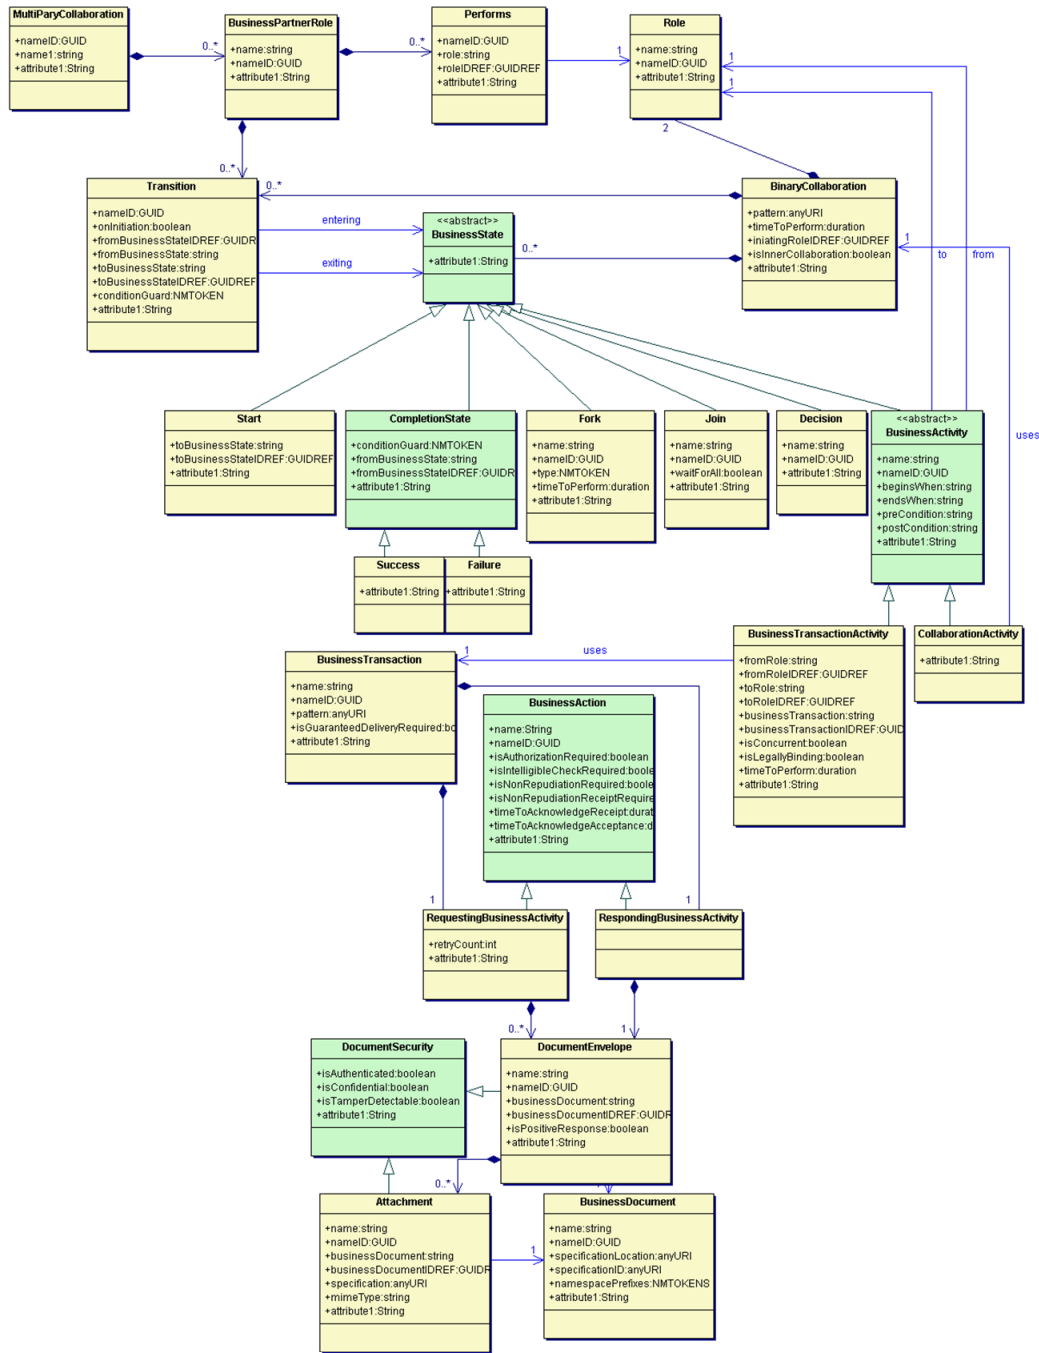 MultiParyCollaboration
+nameID:GUID
+name1:string
+attribute1:String
0..*
BusinessPartnerRole
+name:string
+nameID:GUID
+attribute1:String
0..*
Performs
+nameID:GUID
+role:string
+roleIDREF:GUIDREF
+attribute1:String
1
Role
+name:string
+nameID:GUID
+attribute1:String
1
1
2
0..*
Transition
+nameID:GUID
+onInitiation:boolean
+fromBusinessStateIDREF:GUIDR
+fromBusinessState:string
+toBusinessState:string
+toBusinessStateIDREF:GUIDREF
+conditionGuard:NMTOKEN
+attribute1:String
0..*
entering
exiting
<<abstract>>
BusinessState
+attribute1:String
0..*
BinaryCollaboration
+pattern:anyURI
+timeToPerform:duration
+iniatingRoleIDREF:GUIDREF
+isInnerCollaboration:boolean
+attribute1:String
1
to
from
uses
Start
+toBusinessState:string
+toBusinessStateIDREF:GUIDREF
+attribute1:String
CompletionState
+conditionGuard:NMTOKEN
+fromBusinessState:string
+fromBusinessStateIDREF:GUIDR
+attribute1:String
Fork
+name:string
+nameID:GUID
+type:NMTOKEN
+timeToPerform:duration
+attribute1:String
Join
+name:string
+nameID:GUID
+waitForAll:boolean
+attribute1:String
Decision
+name:string
+nameID:GUID
+attribute1:String
<<abstract>>
BusinessActivity
+name:string
+nameID:GUID
+beginsWhen:string
+endsWhen:string
+preCondition:string
+postCondition:string
+attribute1:String
Success
+attribute1:String
Failure
+attribute1:String
BusinessTransaction
+name:string
+nameID:GUID
+pattern:anyURI
+isGuaranteedDeliveryRequired:bo
+attribute1:String
1
uses
BusinessTransactionActivity
+fromRole:string
+fromRoleIDREF:GUIDREF
+toRole:string
+toRoleIDREF:GUIDREF
+businessTransaction:string
+businessTransactionIDREF:GUID
+isConcurrent:boolean
+isLegallyBinding:boolean
+timeToPerform:duration
+attribute1:String
CollaborationActivity
+attribute1:String
BusinessAction
+name:String
+nameID:GUID
+isAuthorizationRequired:boolean
+isIntelligibleCheckRequired:boole
+isNonRepudiationRequired:boole
+isNonRepudiationReceiptRequire
+timeToAcknowledgeReceipt:durat
+timeToAcknowledgeAcceptance:d
+attribute1:String
1
1
RequestingBusinessActivity
+retryCount:int
+attribute1:String
RespondingBusinessActivity
0..*
1
DocumentSecurity
+isAuthenticated:boolean
+isConfidential:boolean
+isTamperDetectable:boolean
+attribute1:String
DocumentEnvelope
+name:string
+nameID:GUID
+businessDocument:string
+businessDocumentIDREF:GUIDR
+isPositiveResponse:boolean
+attribute1:String
0..*
Attachment
+name:string
+nameID:GUID
+businessDocument:string
+businessDocumentIDREF:GUIDR
+specification:anyURI
+mimeType:string
+attribute1:String
1
BusinessDocument
+name:string
+nameID:GUID
+specificationLocation:anyURI
+specificationID:anyURI
+namespacePrefixes:NMTOKENS
+attribute1:String